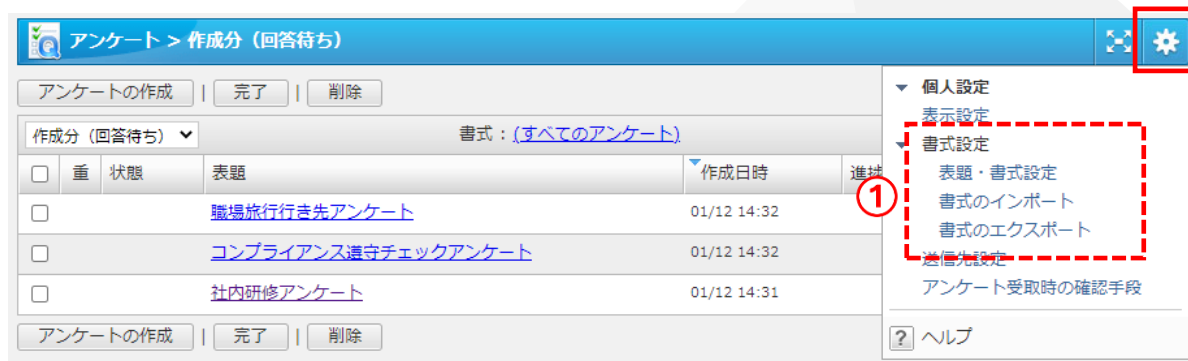 アンケート > 作成分（回答待ち）
アンケートの作成 | 完了 | 削除
作成分（回答待ち） 書式：(すべてのアンケート)
重 状態 表題 作成日時 進捗
職場旅行行き先アンケート 01/12 14:32
コンプライアンス遵守チェックアンケート 01/12 14:32
社内研修アンケート 01/12 14:31
アンケートの作成 | 完了 | 削除
個人設定
表示設定
書式設定
表題・書式設定
書式のインポート
書式のエクスポート
送信先設定
アンケート受取時の確認手段
? ヘルプ
①